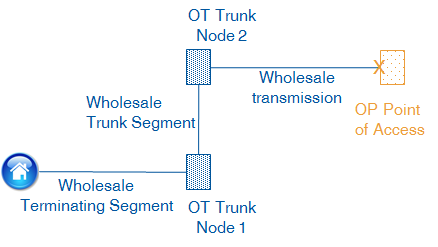 OT Trunk
Node 2
Wholesale
transmission
Wholesale
Trunk Segment
OP Point
of Access
Wholesale
Terminating Segment
OT Trunk
Node 1